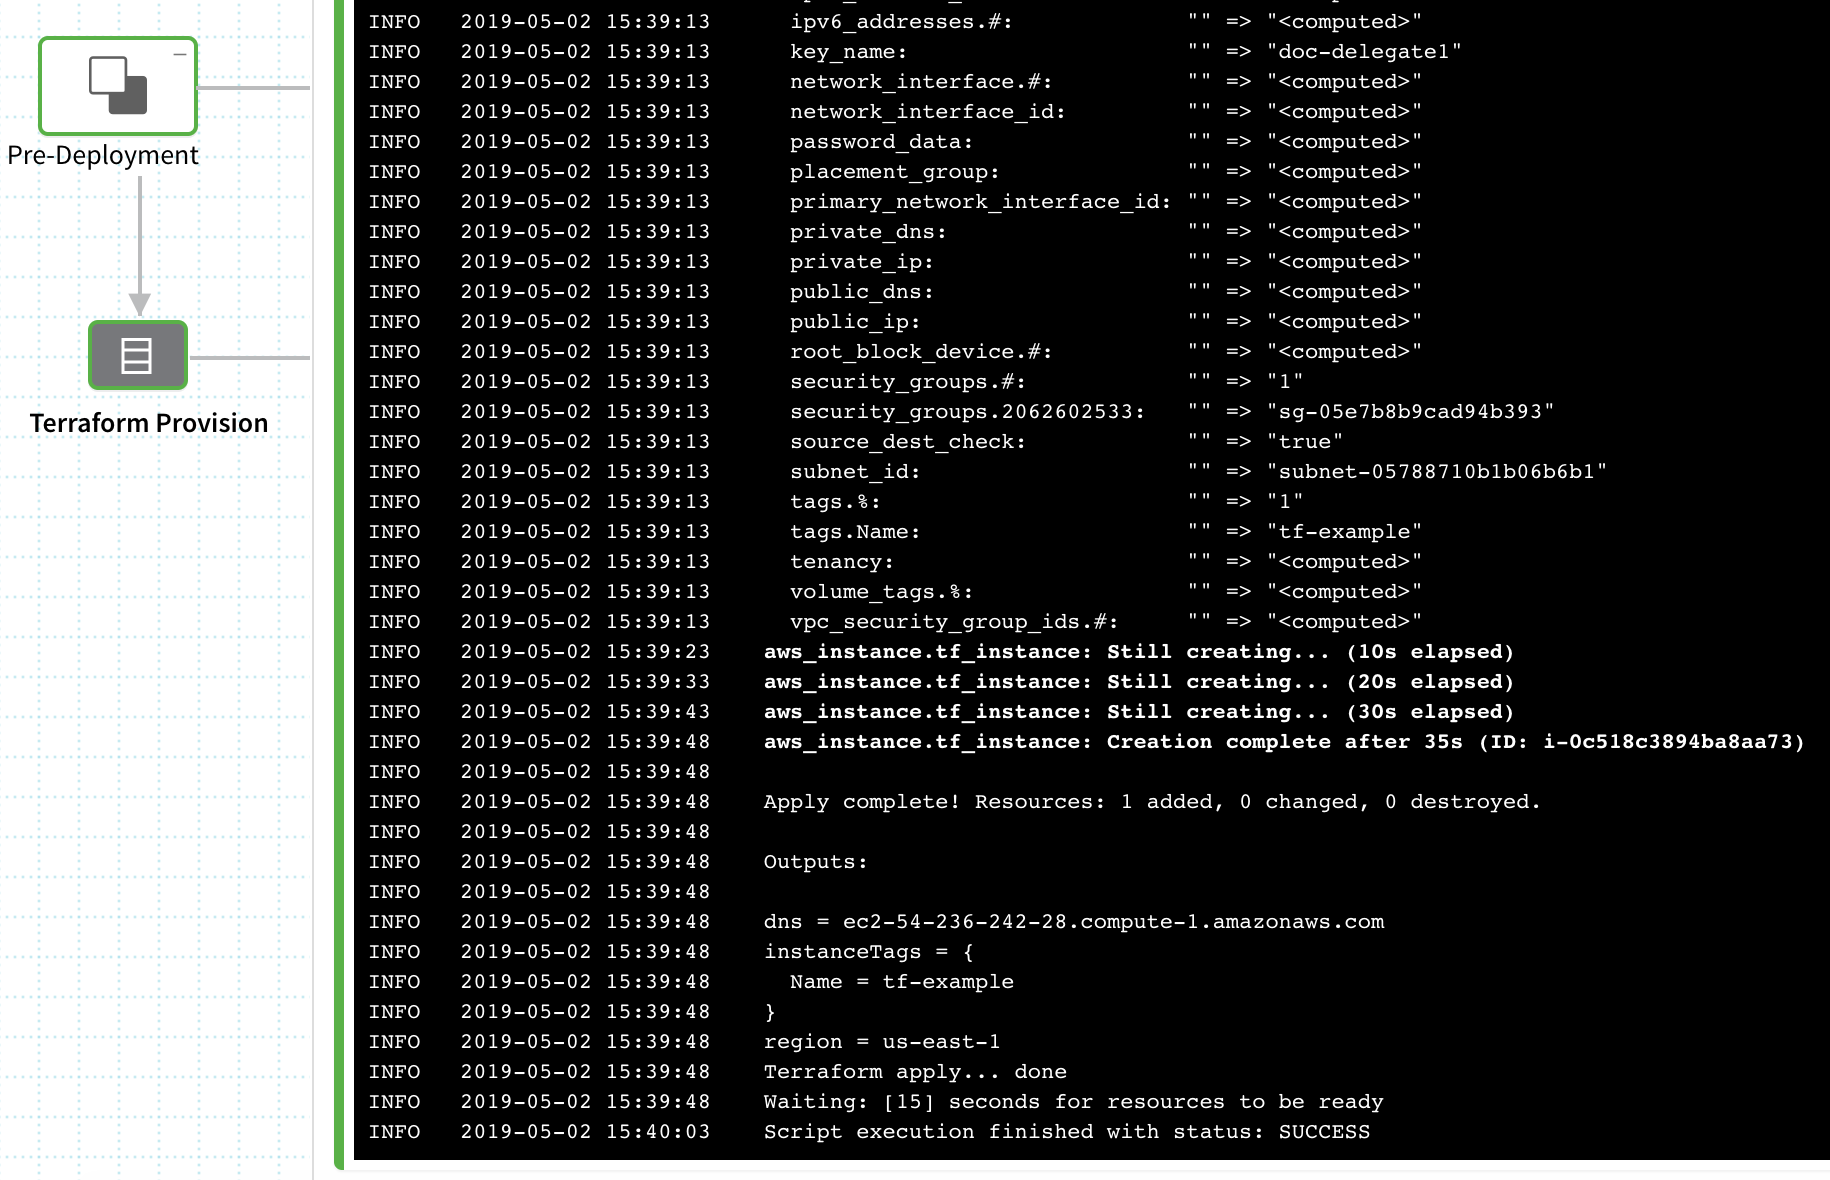 Pre-Deployment
Terraform Provision
INFO 2019-05-02 15:39:13 ipv6_addresses.#: "" => "<computed>"
INFO 2019-05-02 15:39:13 key_name: "" => "doc-delegate1"
INFO 2019-05-02 15:39:13 network_interface.#: "" => "<computed>"
INFO 2019-05-02 15:39:13 network_interface_id: "" => "<computed>"
INFO 2019-05-02 15:39:13 password_data: "" => "<computed>"
INFO 2019-05-02 15:39:13 placement_group: "" => "<computed>"
INFO 2019-05-02 15:39:13 primary_network_interface_id: "" => "<computed>"
INFO 2019-05-02 15:39:13 private_dns: "" => "<computed>"
INFO 2019-05-02 15:39:13 private_ip: "" => "<computed>"
INFO 2019-05-02 15:39:13 public_dns: "" => "<computed>"
INFO 2019-05-02 15:39:13 public_ip: "" => "<computed>"
INFO 2019-05-02 15:39:13 root_block_device.#: "" => "<computed>"
INFO 2019-05-02 15:39:13 security_groups.#: "" => "1"
INFO 2019-05-02 15:39:13 security_groups.2062602533: "" => "sg-05e7b8b9cad94b393"
INFO 2019-05-02 15:39:13 source_dest_check: "" => "true"
INFO 2019-05-02 15:39:13 subnet_id: "" => "subnet-05788710b1b06b6b1"
INFO 2019-05-02 15:39:13 tags.%: "" => "1"
INFO 2019-05-02 15:39:13 tags.Name: "" => "tf-example"
INFO 2019-05-02 15:39:13 tenancy: "" => "<computed>"
INFO 2019-05-02 15:39:13 volume_tags.%: "" => "<computed>"
INFO 2019-05-02 15:39:13 vpc_security_group_ids.#: "" => "<computed>"
INFO 2019-05-02 15:39:23 aws_instance.tf_instance: Still creating... (10s elapsed)
INFO 2019-05-02 15:39:33 aws_instance.tf_instance: Still creating... (20s elapsed)
INFO 2019-05-02 15:39:43 aws_instance.tf_instance: Still creating... (30s elapsed)
INFO 2019-05-02 15:39:48 aws_instance.tf_instance: Creation complete after 35s (ID: i-0c518c3894ba8aa73)
INFO 2019-05-02 15:39:48
INFO 2019-05-02 15:39:48 Apply complete! Resources: 1 added, 0 changed, 0 destroyed.
INFO 2019-05-02 15:39:48
INFO 2019-05-02 15:39:48 Outputs:
INFO 2019-05-02 15:39:48
INFO 2019-05-02 15:39:48 dns = ec2-54-236-242-28.compute-1.amazonaws.com
INFO 2019-05-02 15:39:48 instanceTags = {
INFO 2019-05-02 15:39:48 Name = tf-example
INFO 2019-05-02 15:39:48 }
INFO 2019-05-02 15:39:48 region = us-east-1
INFO 2019-05-02 15:39:48 Terraform apply... done
INFO 2019-05-02 15:39:48 Waiting: [15] seconds for resources to be ready
INFO 2019-05-02 15:40:03 Script execution finished with status: SUCCESS